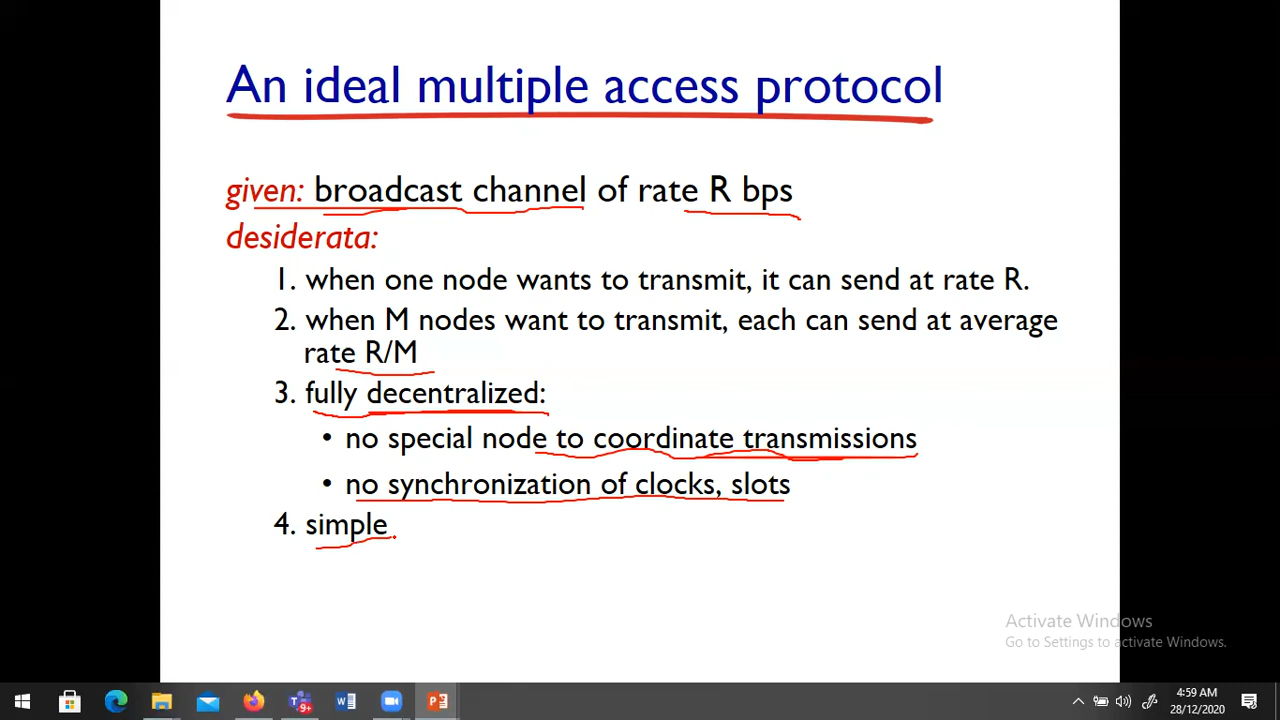 An ideal multiple access protocol
given: broadcast channel of rate R bps
desiderata:
1. when one node wants to transmit, it can send at rate R.
2. when M nodes want to transmit, each can send at average
rate R/M
3. fully decentralized:
• no special node to coordinate transmissions
• no synchronization of clocks, slots
4. simple
Activate Windows
Go to Settings to activate Windows.
9+
4:59 AM
28/12/2020